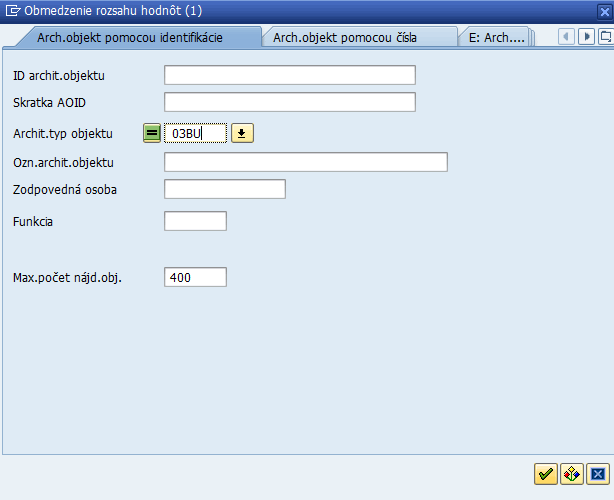 Obmedzenie rozsahu hodnôt (1)
Arch.objekt pomocou identifikácie
Arch.objekt pomocou čísla
E: Arch....
ID archit.objektu
Skratka AOID
Archit.typ objektu
03BU
Ozn.archit.objektu
Zodpovedná osoba
Funkcia
Max.počet nájd.obj.
400